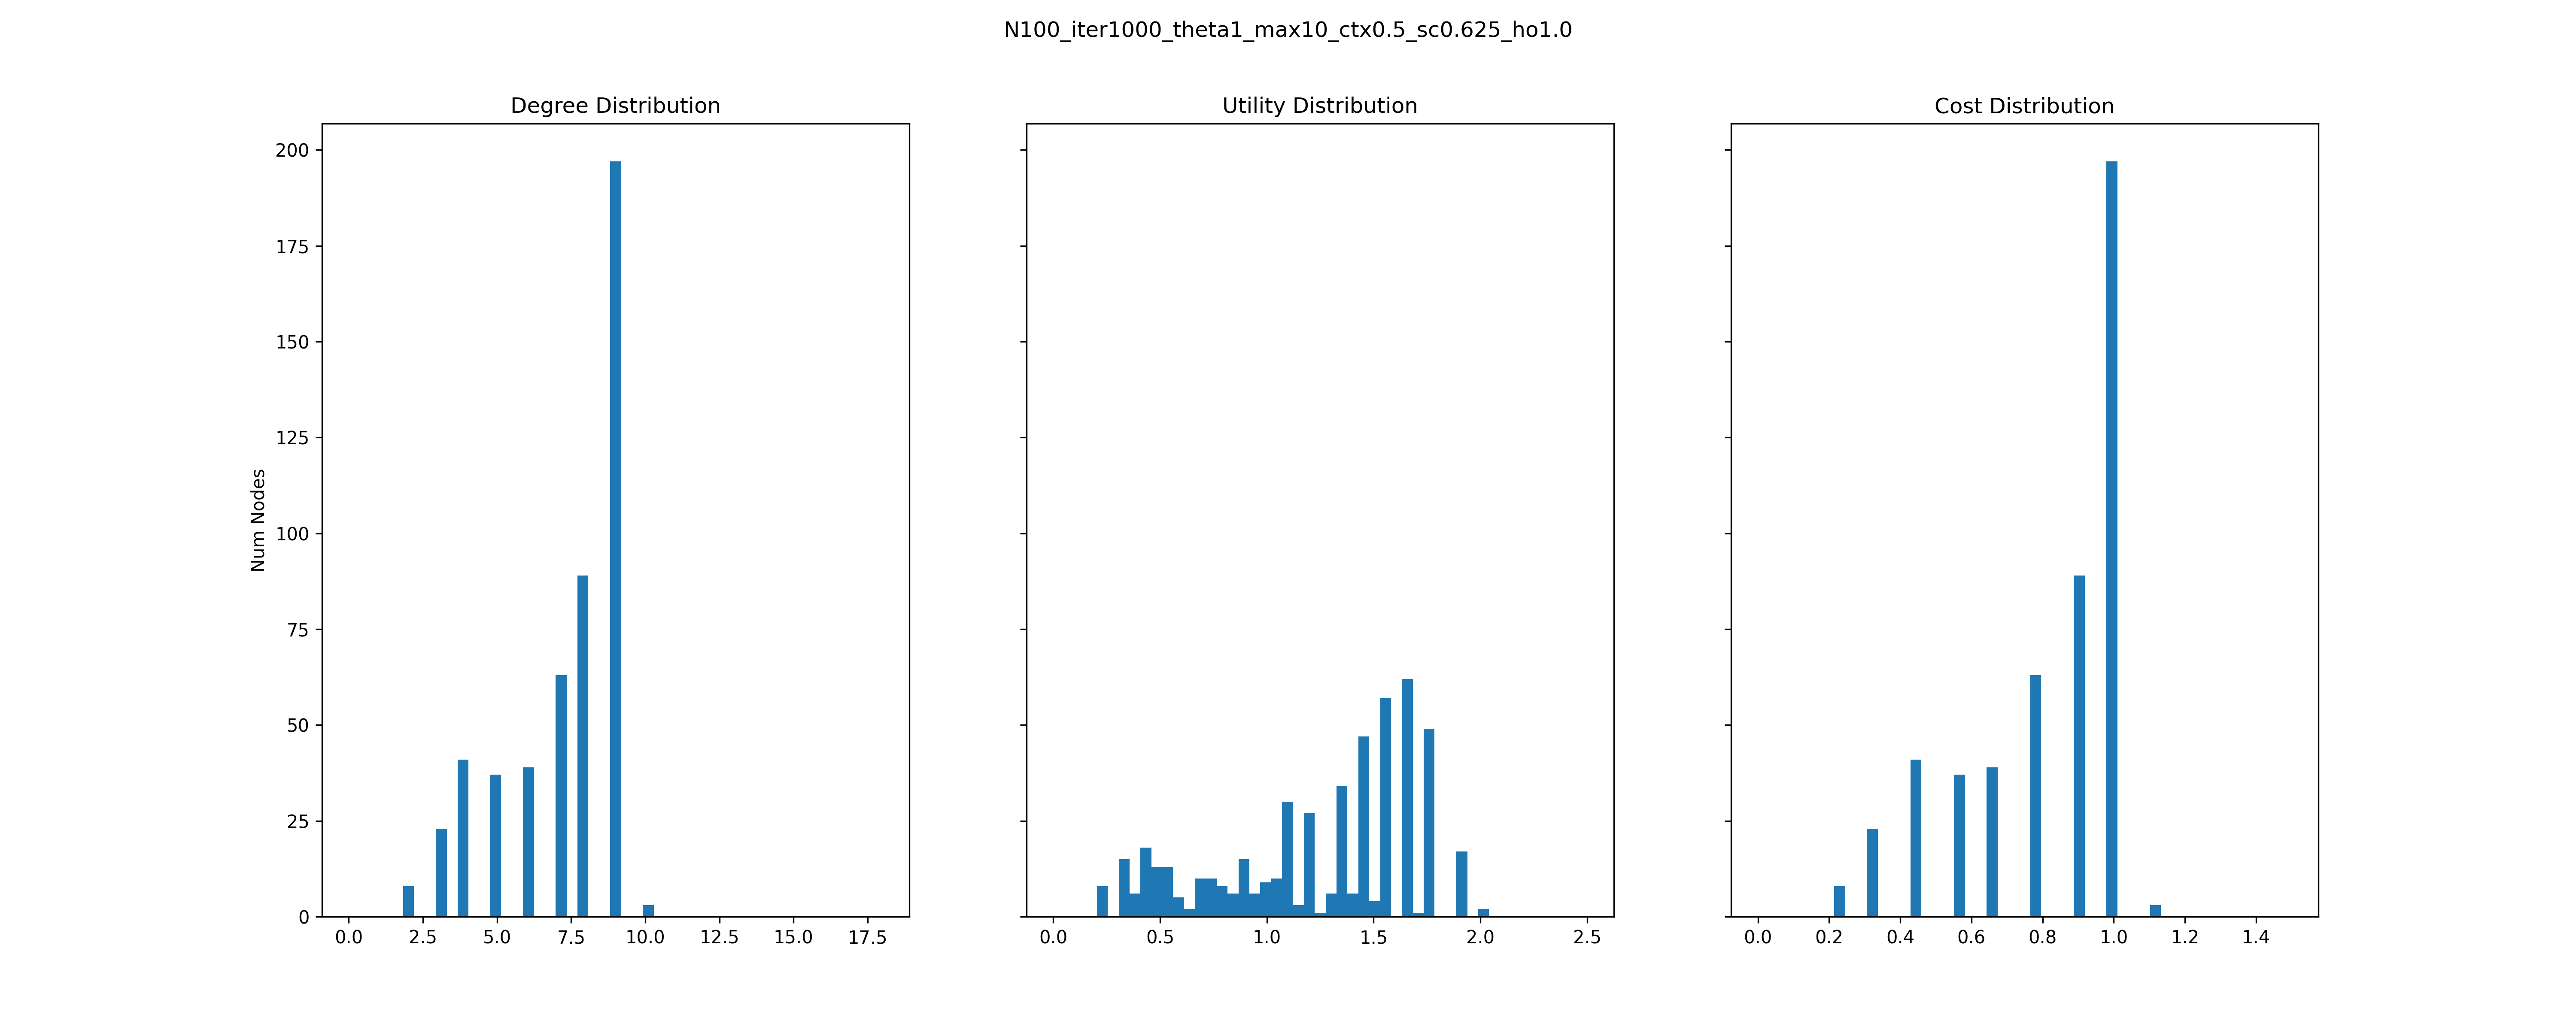 N100_iter1000_theta1_max10_ctx0.5_sc0.625_ho1.0
Degree Distribution
Utility Distribution
Cost Distribution
Num Nodes
200
175
150
125
100
75
50
25
0
0.0 2.5 5.0 7.5 10.0 12.5 15.0 17.5
0.0 0.5 1.0 1.5 2.0 2.5
0.0 0.2 0.4 0.6 0.8 1.0 1.2 1.4